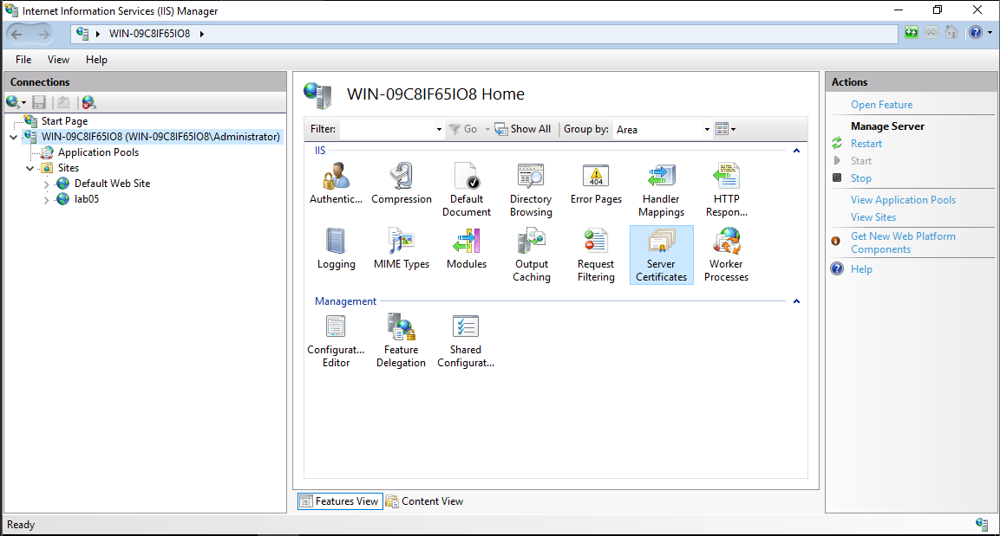 Internet Information Services (IIS) Manager
WIN-09C8IF65IO8
File View Help
Connections
Start Page
WIN-09C8IF65IO8 (WIN-09C8IF65IO8\Administrator)
Application Pools
Sites
Default Web Site
lab05
WIN-09C8IF65IO8 Home
Filter: Go Show All Group by: Area
IIS
Authentic...
Compression
Default
Document
Directory
Browsing
Error Pages
404
Handler
Mappings
HTTP
Respon...
Logging
MIME Types
Modules
Output
Caching
Request
Filtering
Server
Certificates
Worker
Processes
Management
Configurat...
Editor
Feature
Delegation
Shared
Configurat...
Features View
Content View
Actions
Open Feature
Manage Server
Restart
Start
Stop
View Application Pools
View Sites
Get New Web Platform
Components
Help
Ready